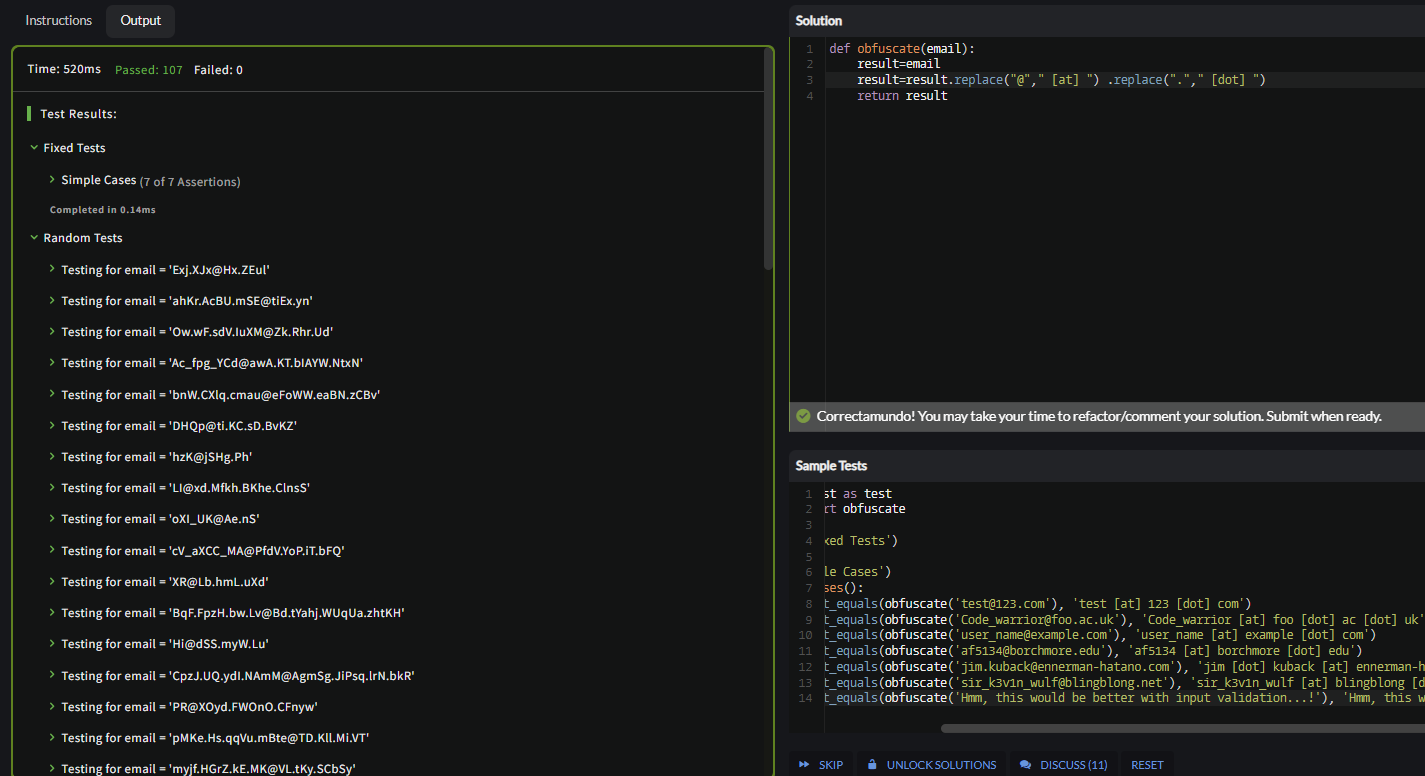 Instructions Output
Time: 520ms Passed: 107 Failed: 0
Test Results:
Fixed Tests
Simple Cases (7 of 7 Assertions)
Completed in 0.14ms
Random Tests
Testing for email = 'Exj.XJx@Hx.ZEul'
Testing for email = 'ahKr.AcBU.mSE@tiEx.yn'
Testing for email = 'Ow.wF.sdV.IuXM@Zk.Rhr.Ud'
Testing for email = 'Ac_fpg_YCd@awA.KT.bIAYW.NtxN'
Testing for email = 'bnW.CXlq.cmau@eFoWW.eaBN.zCBv'
Testing for email = 'DHQp@ti.KC.sD.BvKZ'
Testing for email = 'hzK@jSHg.Ph'
Testing for email = 'LI@xd.Mfkh.BKhe.ClnsS'
Testing for email = 'oXI_UK@Ae.nS'
Testing for email = 'cV_aXCC_MA@PfdV.YoP.iT.bFQ'
Testing for email = 'XR@Lb.hmL.uXd'
Testing for email = 'BqF.FpzH.bw.Lv@Bd.tYahj.WUqUa.zhtKH'
Testing for email = 'Hi@dSS.myW.Lu'
Testing for email = 'CpzJ.UQ.ydI.NAmM@AgmSg.JiPsq.lrN.bkR'
Testing for email = 'PR@XOyd.FWOnO.CFnyw'
Testing for email = 'pMKe.Hs.qqVu.mBte@TD.Kll.Mi.VT'
Testing for email = 'myjf.HGrZ.kE.MK@VL.tKy.SCbSy'
Solution
1 def obfuscate(email):
2 result=email
3 result=result.replace("@"," [at] ") .replace("."," [dot] ")
4 return result
Correctamundo! You may take your time to refactor/comment your solution. Submit when ready.
Sample Tests
1 st as test
2 rt obfuscate
3
4 xed Tests')
5
6 le Cases')
7 ses():
8 t_equals(obfuscate('test@123.com'), 'test [at] 123 [dot] com')
9 t_equals(obfuscate('Code_warrior@foo.ac.uk'), 'Code_warrior [at] foo [dot] ac [dot] uk'
10 t_equals(obfuscate('user_name@example.com'), 'user_name [at] example [dot] com')
11 t_equals(obfuscate('af5134@borchmore.edu'), 'af5134 [at] borchmore [dot] edu')
12 t_equals(obfuscate('jim.kuback@ennerman-hatano.com'), 'jim [dot] kuback [at] ennerman-h
13 t_equals(obfuscate('sir_k3v1n_wulf@blingblong.net'), 'sir_k3v1n_wulf [at] blingblong [d
14 t_equals(obfuscate('Hmm, this would be better with input validation...!'), 'Hmm, this w
SKIP UNLOCK SOLUTIONS DISCUSS (11) RESET